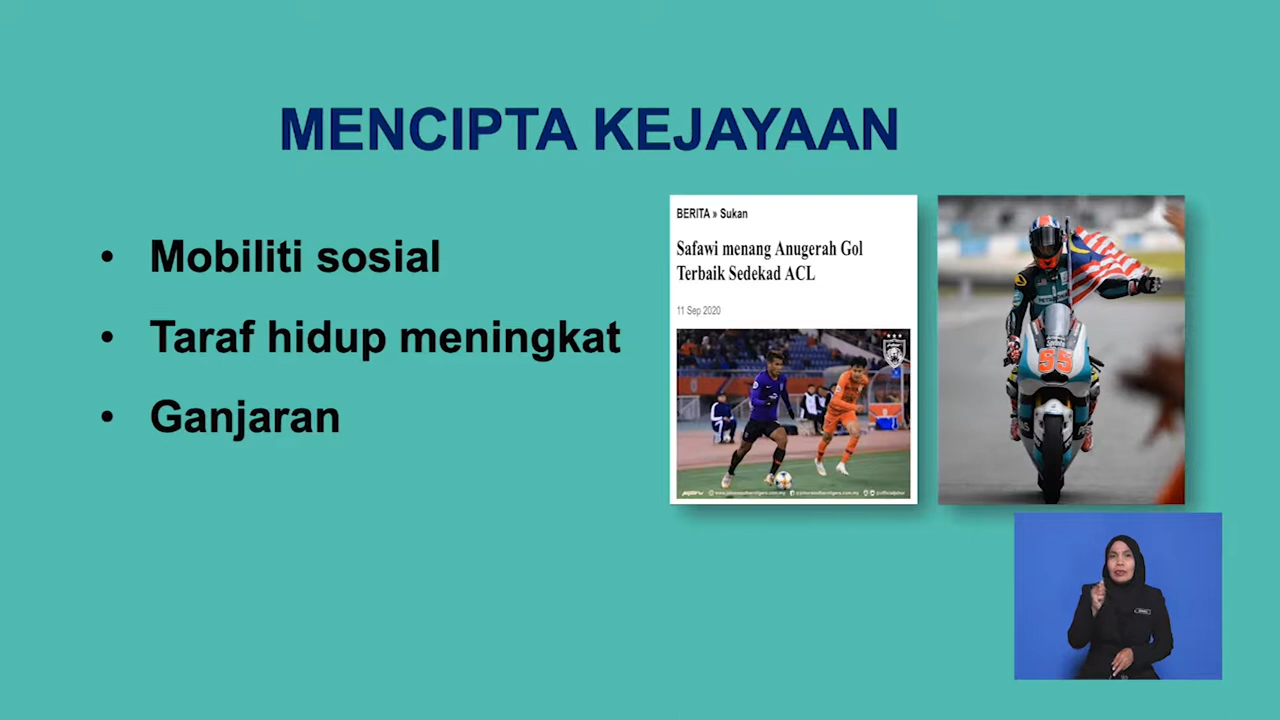 MENCIPTA KEJAYAAN
• Mobiliti sosial
• Taraf hidup meningkat
• Ganjaran
BERITA » Sukan
Safawi menang Anugerah Gol
Terbaik Sedekad ACL
11 Sep 2020
55